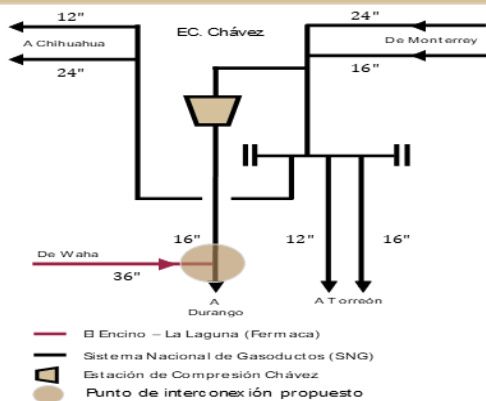 12"
24"
EC. Chávez
A Chihuahua
De Monterrey
24"
16"
16"
12"
16"
De Waha
36"
A
Durango
A Torreón
El Encino – La Laguna (Fermaca)
Sistema Nacional de Gasoductos (SNG)
Estación de Compresión Chávez
Punto de interconexión propuesto